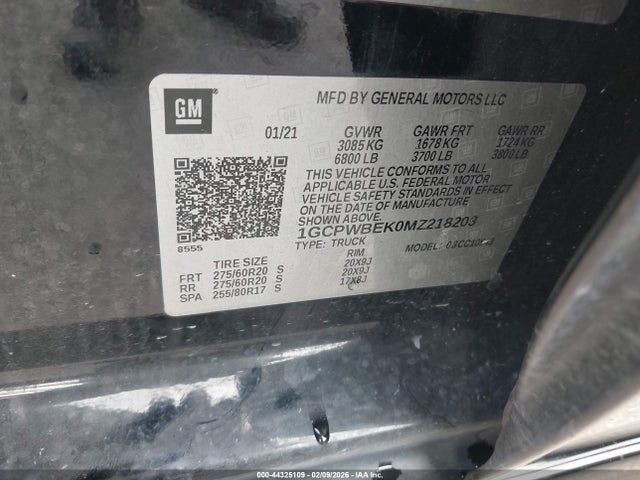 GM
MFD BY GENERAL MOTORS LLC
01/21 GVWR GAWR FRT GAWR RR
3085 KG 1678 KG 1724 KG
6800 LB 3700 LB 3800 LB
THIS VEHICLE CONFORMS TO ALL
APPLICABLE U.S. FEDERAL MOTOR
VEHICLE SAFETY STANDARDS IN EFFECT
ON THE DATE OF MANUFACTURE
SHOWN ABOVE.
1GCPWBEK0MZ218203
8555
TYPE: TRUCK MODEL:
TIRE SIZE RIM
FRT 275/60R20 S 20X9J
RR 275/60R20 S 20X9J
SPA 255/80R17 S 17X8J
000-44325109 | 02/09/2026 - IAAI US